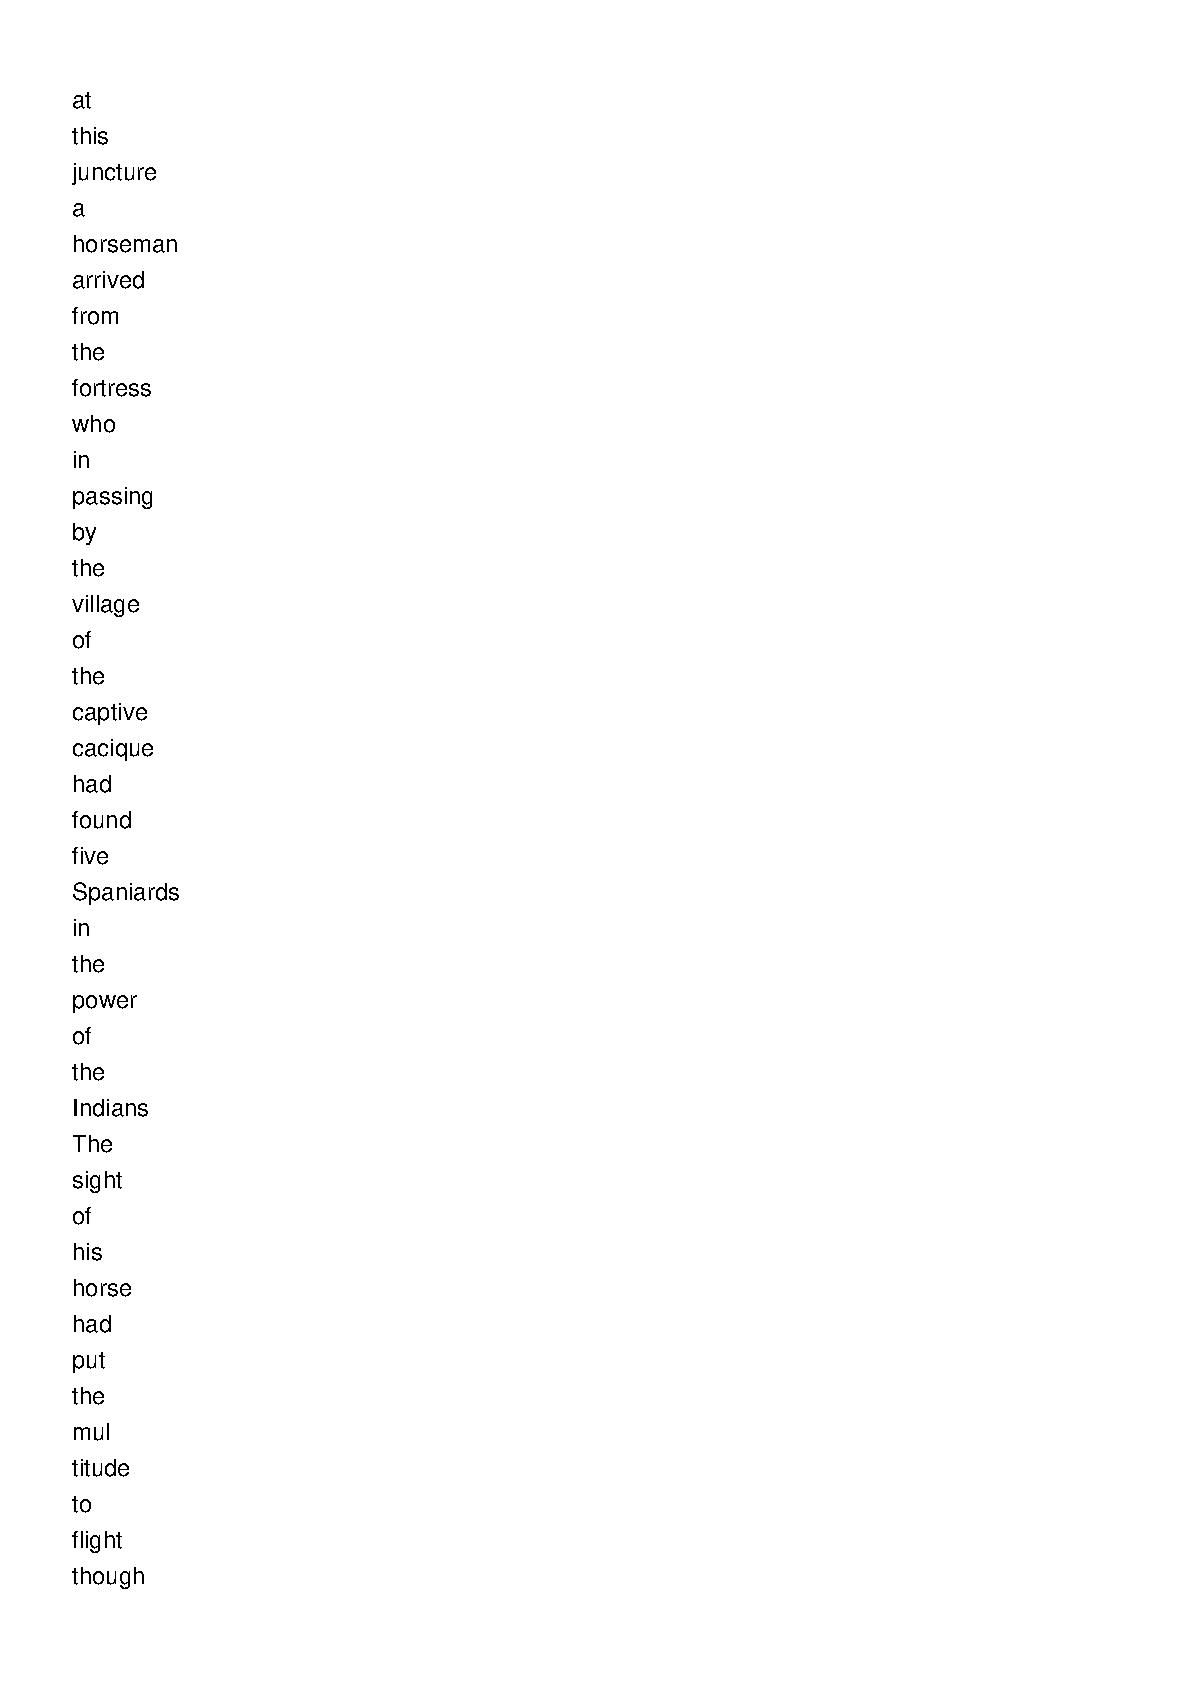 at
this
juncture
a
horseman
arrived
from
the
fortress
who
in
passing
by
the
village
of
the
captive
cacique
had
found
five
Spaniards
in
the
power
of
the
Indians
The
sight
of
his
horse
had
put
the
mul
titude
to
flight
though